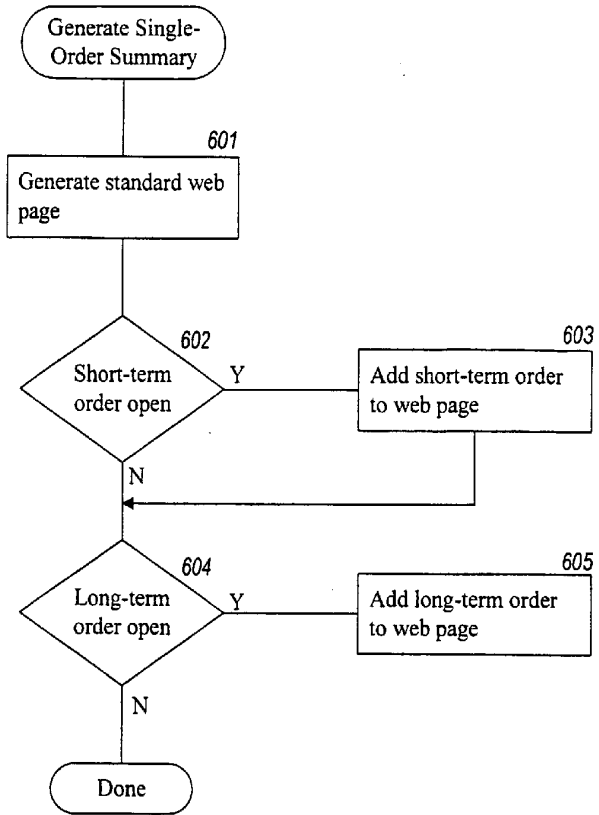 Generate Single-
Order Summary
601
Generate standard web
page
602
Short-term
order open
Y
N
603
Add short-term order
to web page
604
Long-term
order open
Y
N
605
Add long-term order
to web page
Done